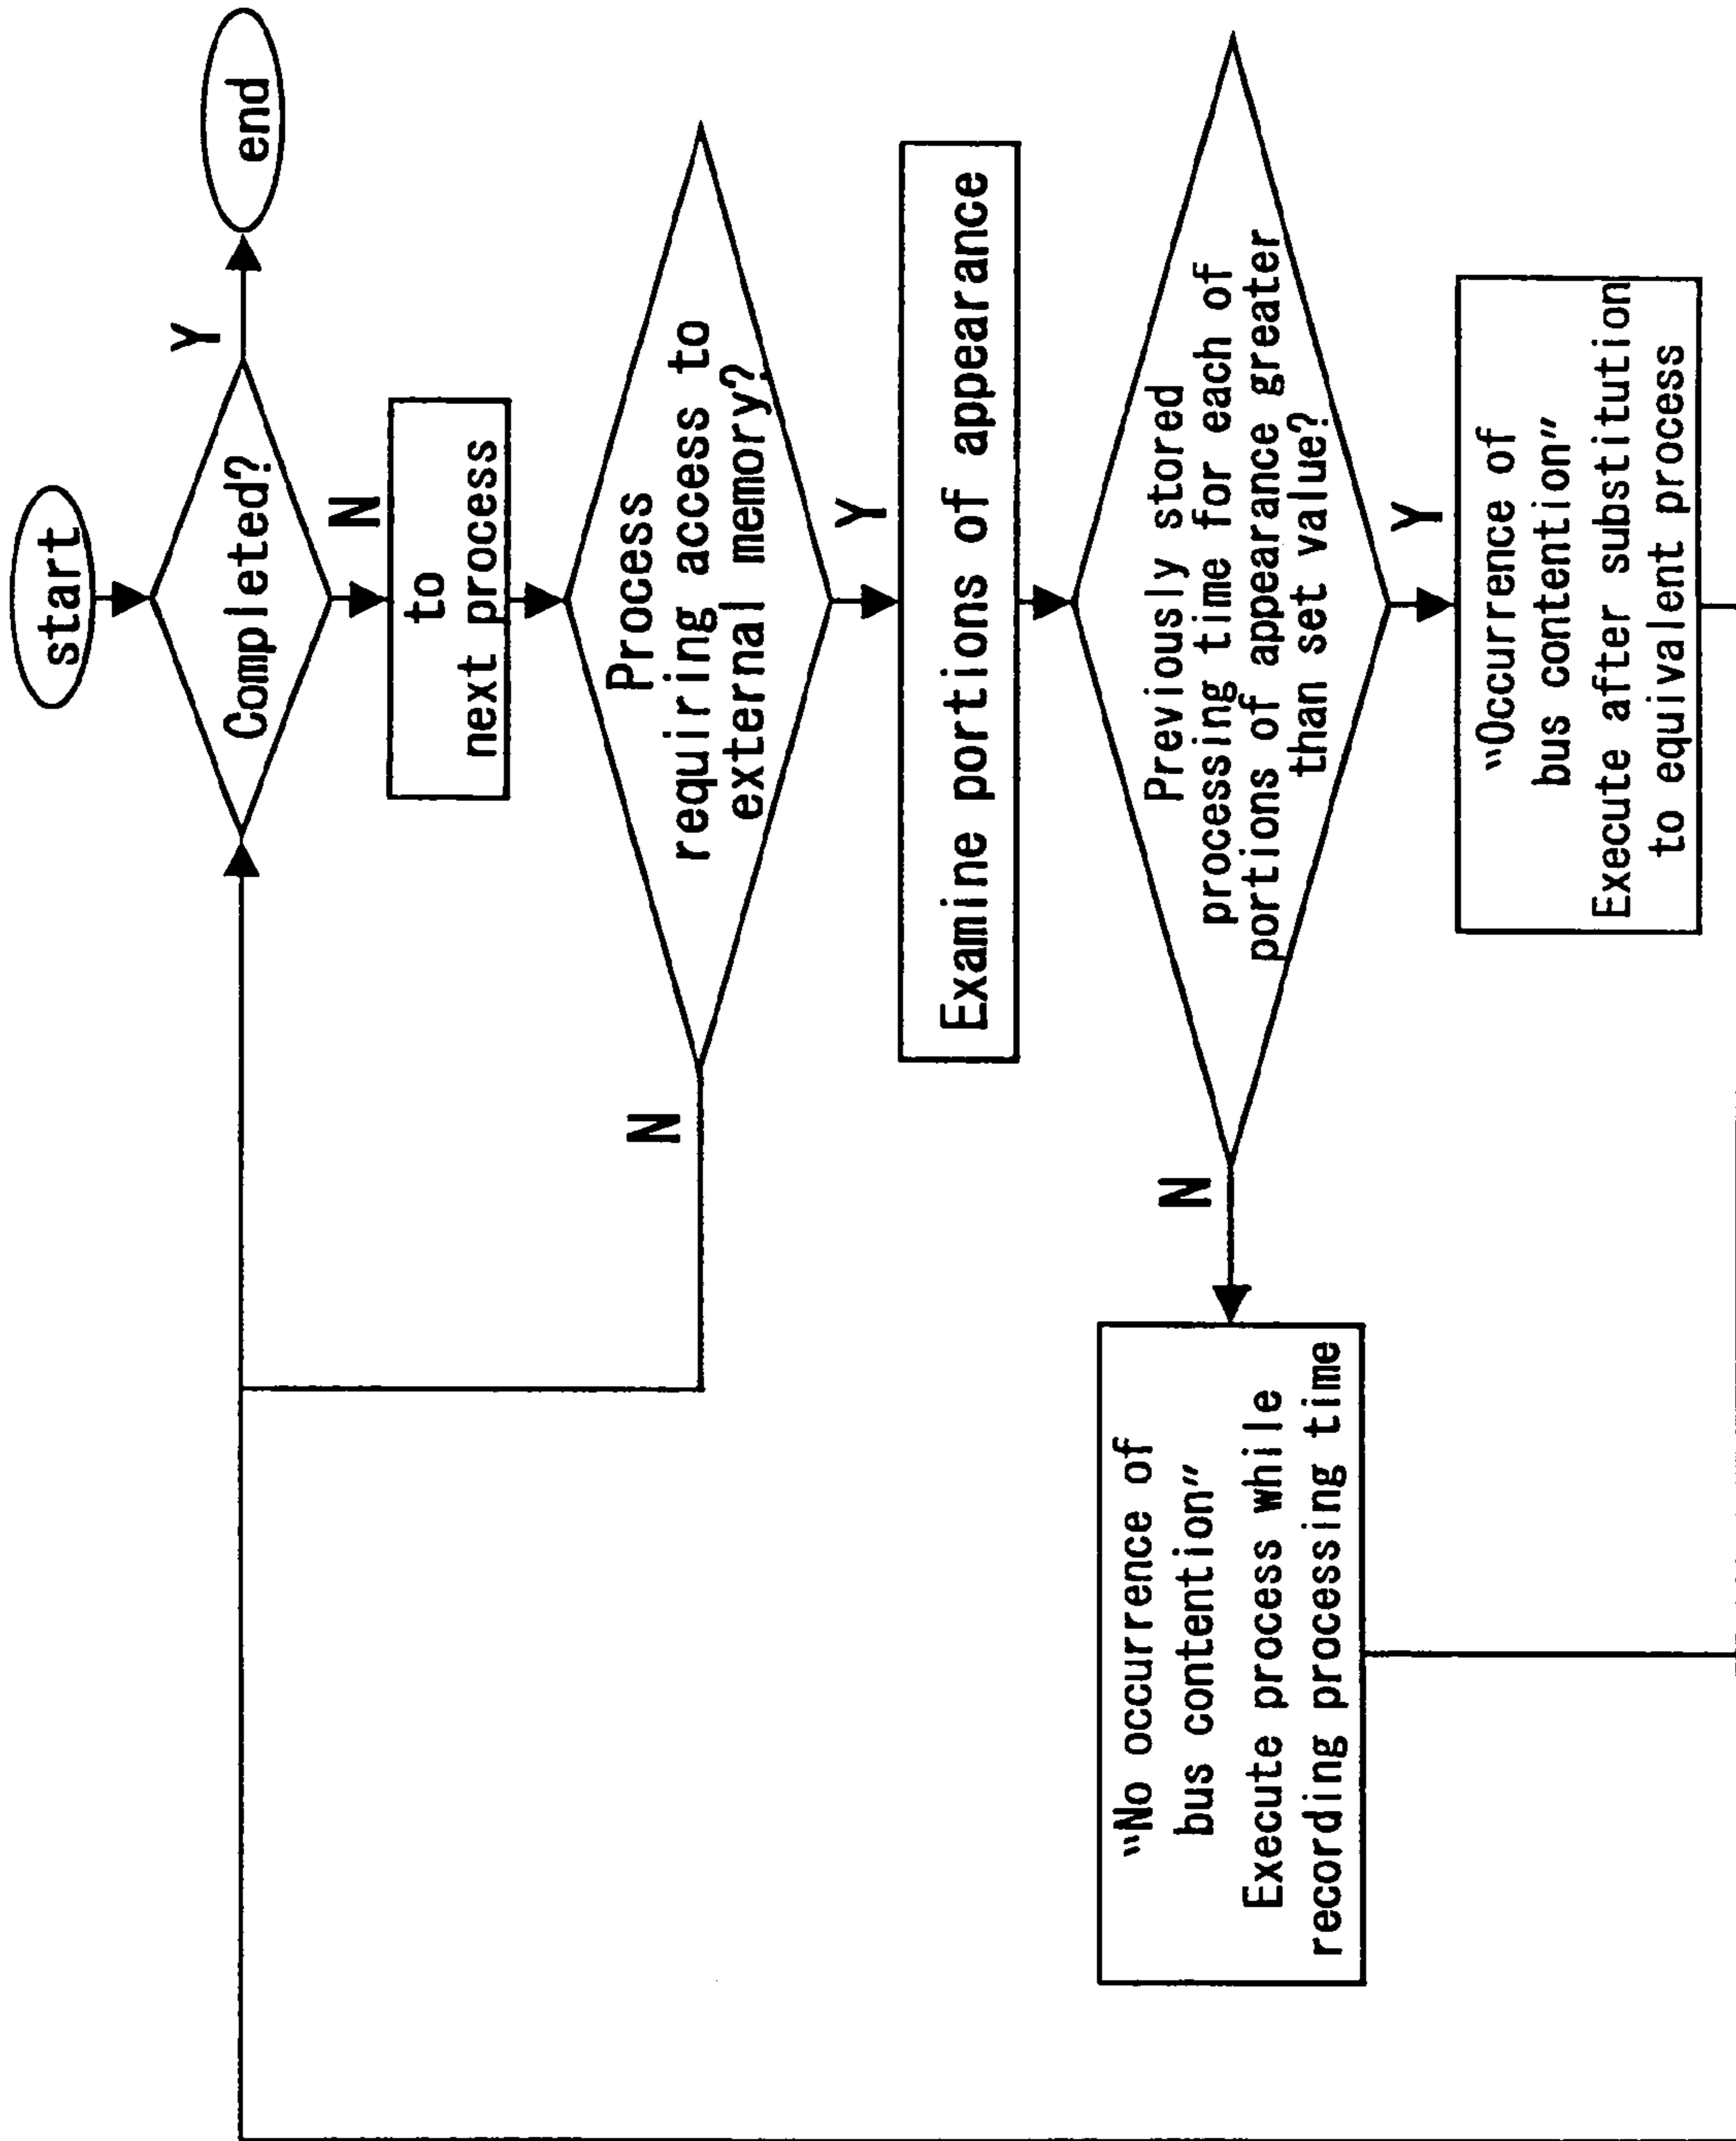 start
Completed?
Y
end
N
to
next process
Process
requiring access to
external memory?
N
Y
Examine portions of appearance
Previously stored
processing time for each of
portions of appearance greater
than set value?
N
Y
"No occurrence of
bus contention"
Execute process while
recording processing time
"Occurrence of
bus contention"
Execute after substitution
to equivalent process